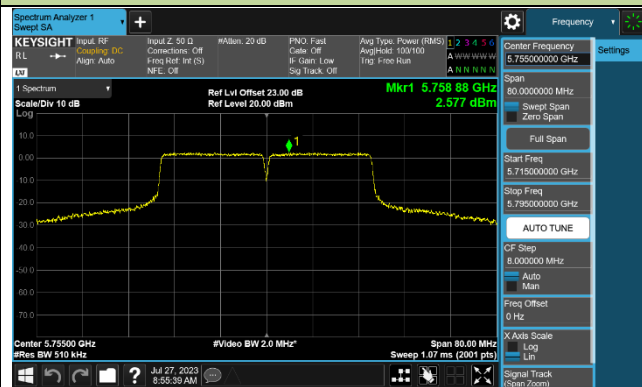 Spectrum Analyzer 1
Swept SA
+
Frequency
KEYSIGHT
RL
LXI
Input: RF
Coupling: DC
Align: Auto
Input Z: 50 Ω
Corrections: Off
Freq Ref: Int (S)
NFE: Off
#Atten: 20 dB
PNO: Fast
Gate: Off
IF Gain: Low
Sig Track: Off
Avg Type: Power (RMS)
Avg|Hold: 100/100
Trig: Free Run
1 2 3 4 5 6
A W W W W W
A N N N N N
1 Spectrum
Scale/Div 10 dB
Log
Ref Lvl Offset 23.00 dB
Ref Level 20.00 dBm
Mkr1 5.758 88 GHz
2.577 dBm
1
10.0
0.00
-10.0
-20.0
-30.0
-40.0
-50.0
-60.0
-70.0
Center 5.75500 GHz
#Res BW 510 kHz
#Video BW 2.0 MHz*
Span 80.00 MHz
Sweep 1.07 ms (2001 pts)
Center Frequency
5.755000000 GHz
Settings
Span
80.0000000 MHz
Swept Span
Zero Span
Full Span
Start Freq
5.715000000 GHz
Stop Freq
5.795000000 GHz
AUTO TUNE
CF Step
8.000000 MHz
Auto
Man
Freq Offset
0 Hz
X Axis Scale
Log
Lin
Signal Track
(Span Zoom)
?
Jul 27, 2023
8:55:39 AM